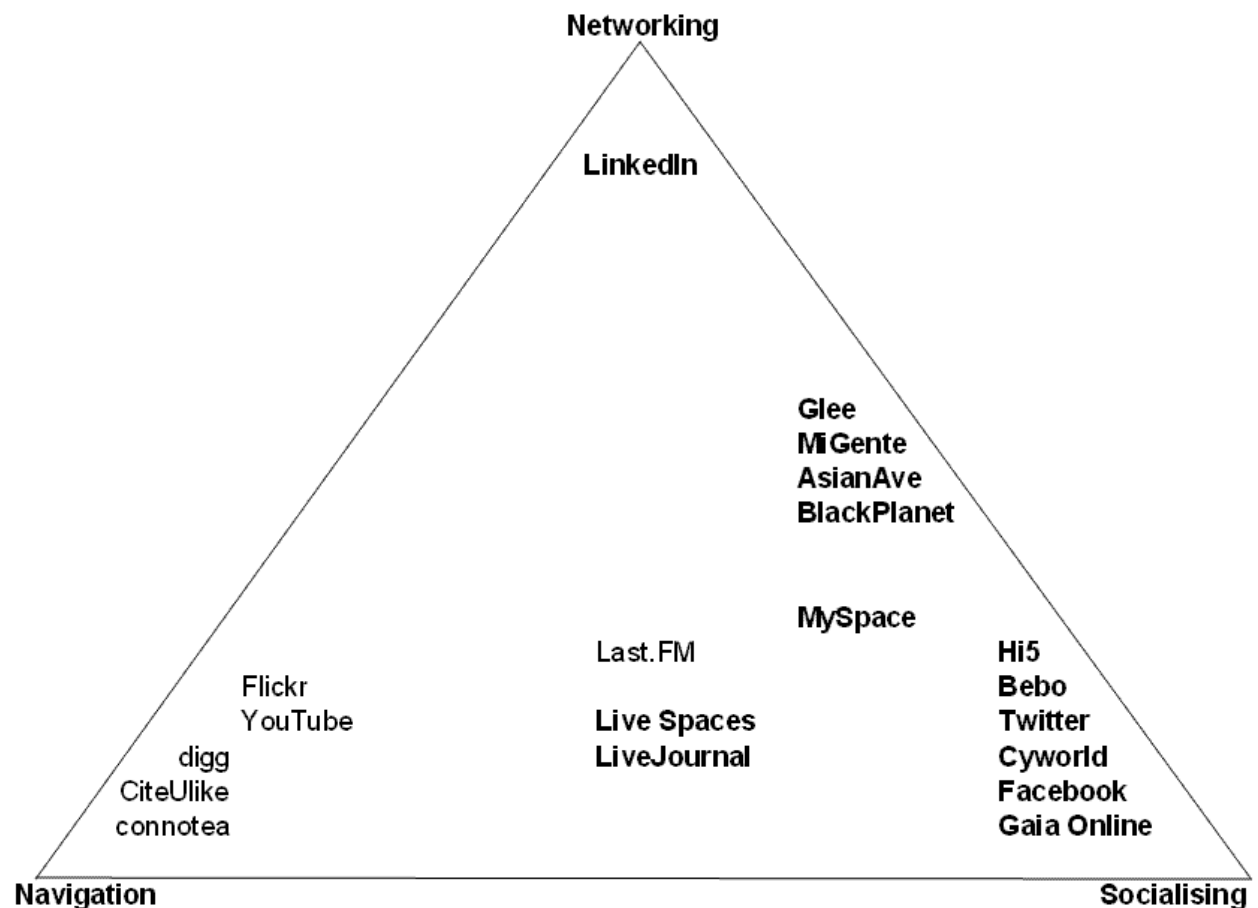 Networking
LinkedIn
Glee
MiGente
AsianAve
BlackPlanet
MySpace
Last.FM
Hi5
Flickr
Bebo
YouTube
Live Spaces
Twitter
digg
LiveJournal
Cyworld
CiteUlike
Facebook
connotea
Gaia Online
Navigation
Socialising